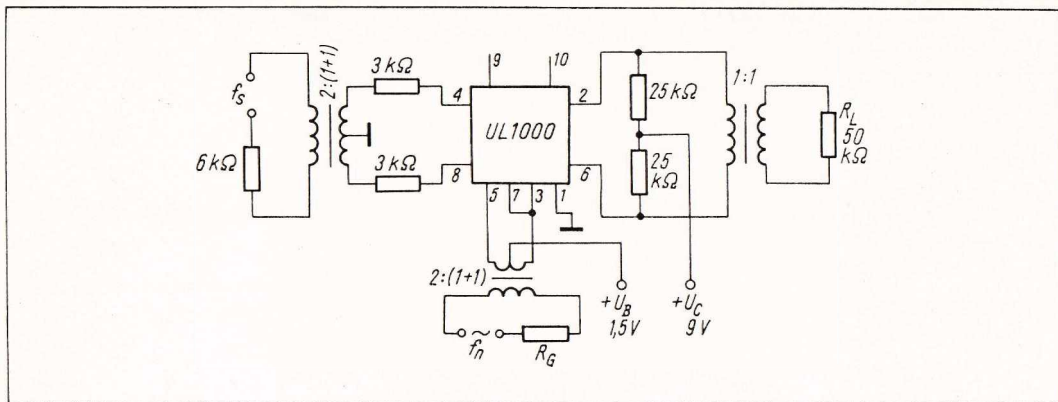 9
10
2:(1+1)
3 kΩ
4
2
1:1
f_s
25 kΩ
R_L
50
kΩ
UL1000
6 kΩ
3 kΩ
8
25
kΩ
6
5
7
3
1
2:(1+1)
+U_B
1,5 V
+U_C
9 V
f_n
~
R_G